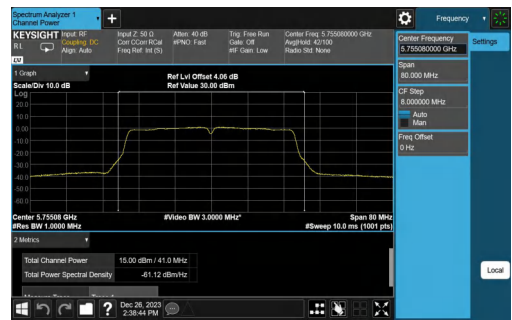 Spectrum Analyzer 1
Channel Power
+
Frequency
KEYSIGHT
RL
Input: RF
Coupling: DC
Align: Auto
Input Z: 50 Ω
Corr CCorr RCal
Freq Ref: Int (S)
Atten: 40 dB
#PNO: Fast
Trig: Free Run
Gate: Off
#IF Gain: Low
Center Freq: 5.755080000 GHz
Avg|Hold: 42/100
Radio Std: None
LV
Center Frequency
5.755080000 GHz
Settings
Span
80.000 MHz
CF Step
8.000000 MHz
Auto
Man
Freq Offset
0 Hz
Local
1 Graph
Scale/Div 10.0 dB
Ref Lvl Offset 4.06 dB
Ref Value 30.00 dBm
Log
20.0
10.0
0.00
-10.0
-20.0
-30.0
-40.0
-50.0
-60.0
Center 5.75508 GHz
#Video BW 3.0000 MHz*
Span 80 MHz
#Res BW 1.0000 MHz
#Sweep 10.0 ms (1001 pts)
2 Metrics
Total Channel Power 15.00 dBm / 41.0 MHz
Total Power Spectral Density -61.12 dBm/Hz
?
Dec 26, 2023
2:38:44 PM